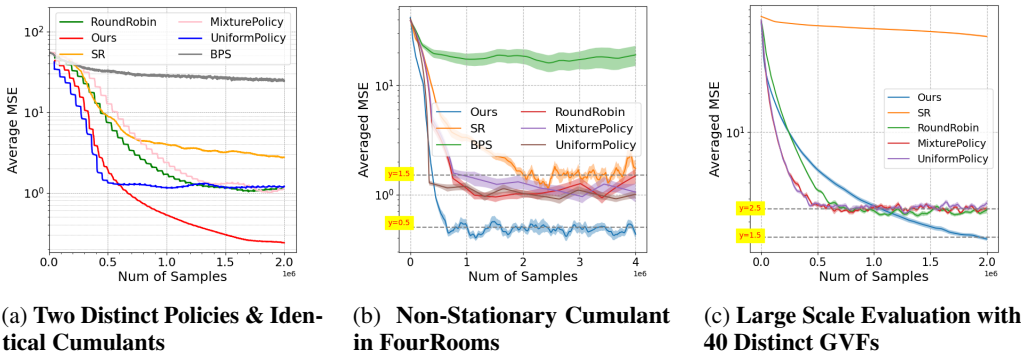 RoundRobin
Ours
SR
MixturePolicy
UniformPolicy
BPS
Average MSE
10²
10¹
10⁰
0.0 0.5 1.0 1.5 2.0
1e6
Num of Samples
(a) Two Distinct Policies & Iden-
tical Cumulants
Averaged MSE
10¹
10⁰
Ours
SR
BPS
RoundRobin
MixturePolicy
UniformPolicy
y=1.5
y=0.5
0 1 2 3 4
1e6
Num of Samples
(b) Non-Stationary Cumulant
in FourRooms
Averaged MSE
10¹
Ours
SR
RoundRobin
MixturePolicy
UniformPolicy
y=2.5
y=1.5
0.0 0.5 1.0 1.5 2.0
1e6
Num of Samples
(c) Large Scale Evaluation with
40 Distinct GVFs